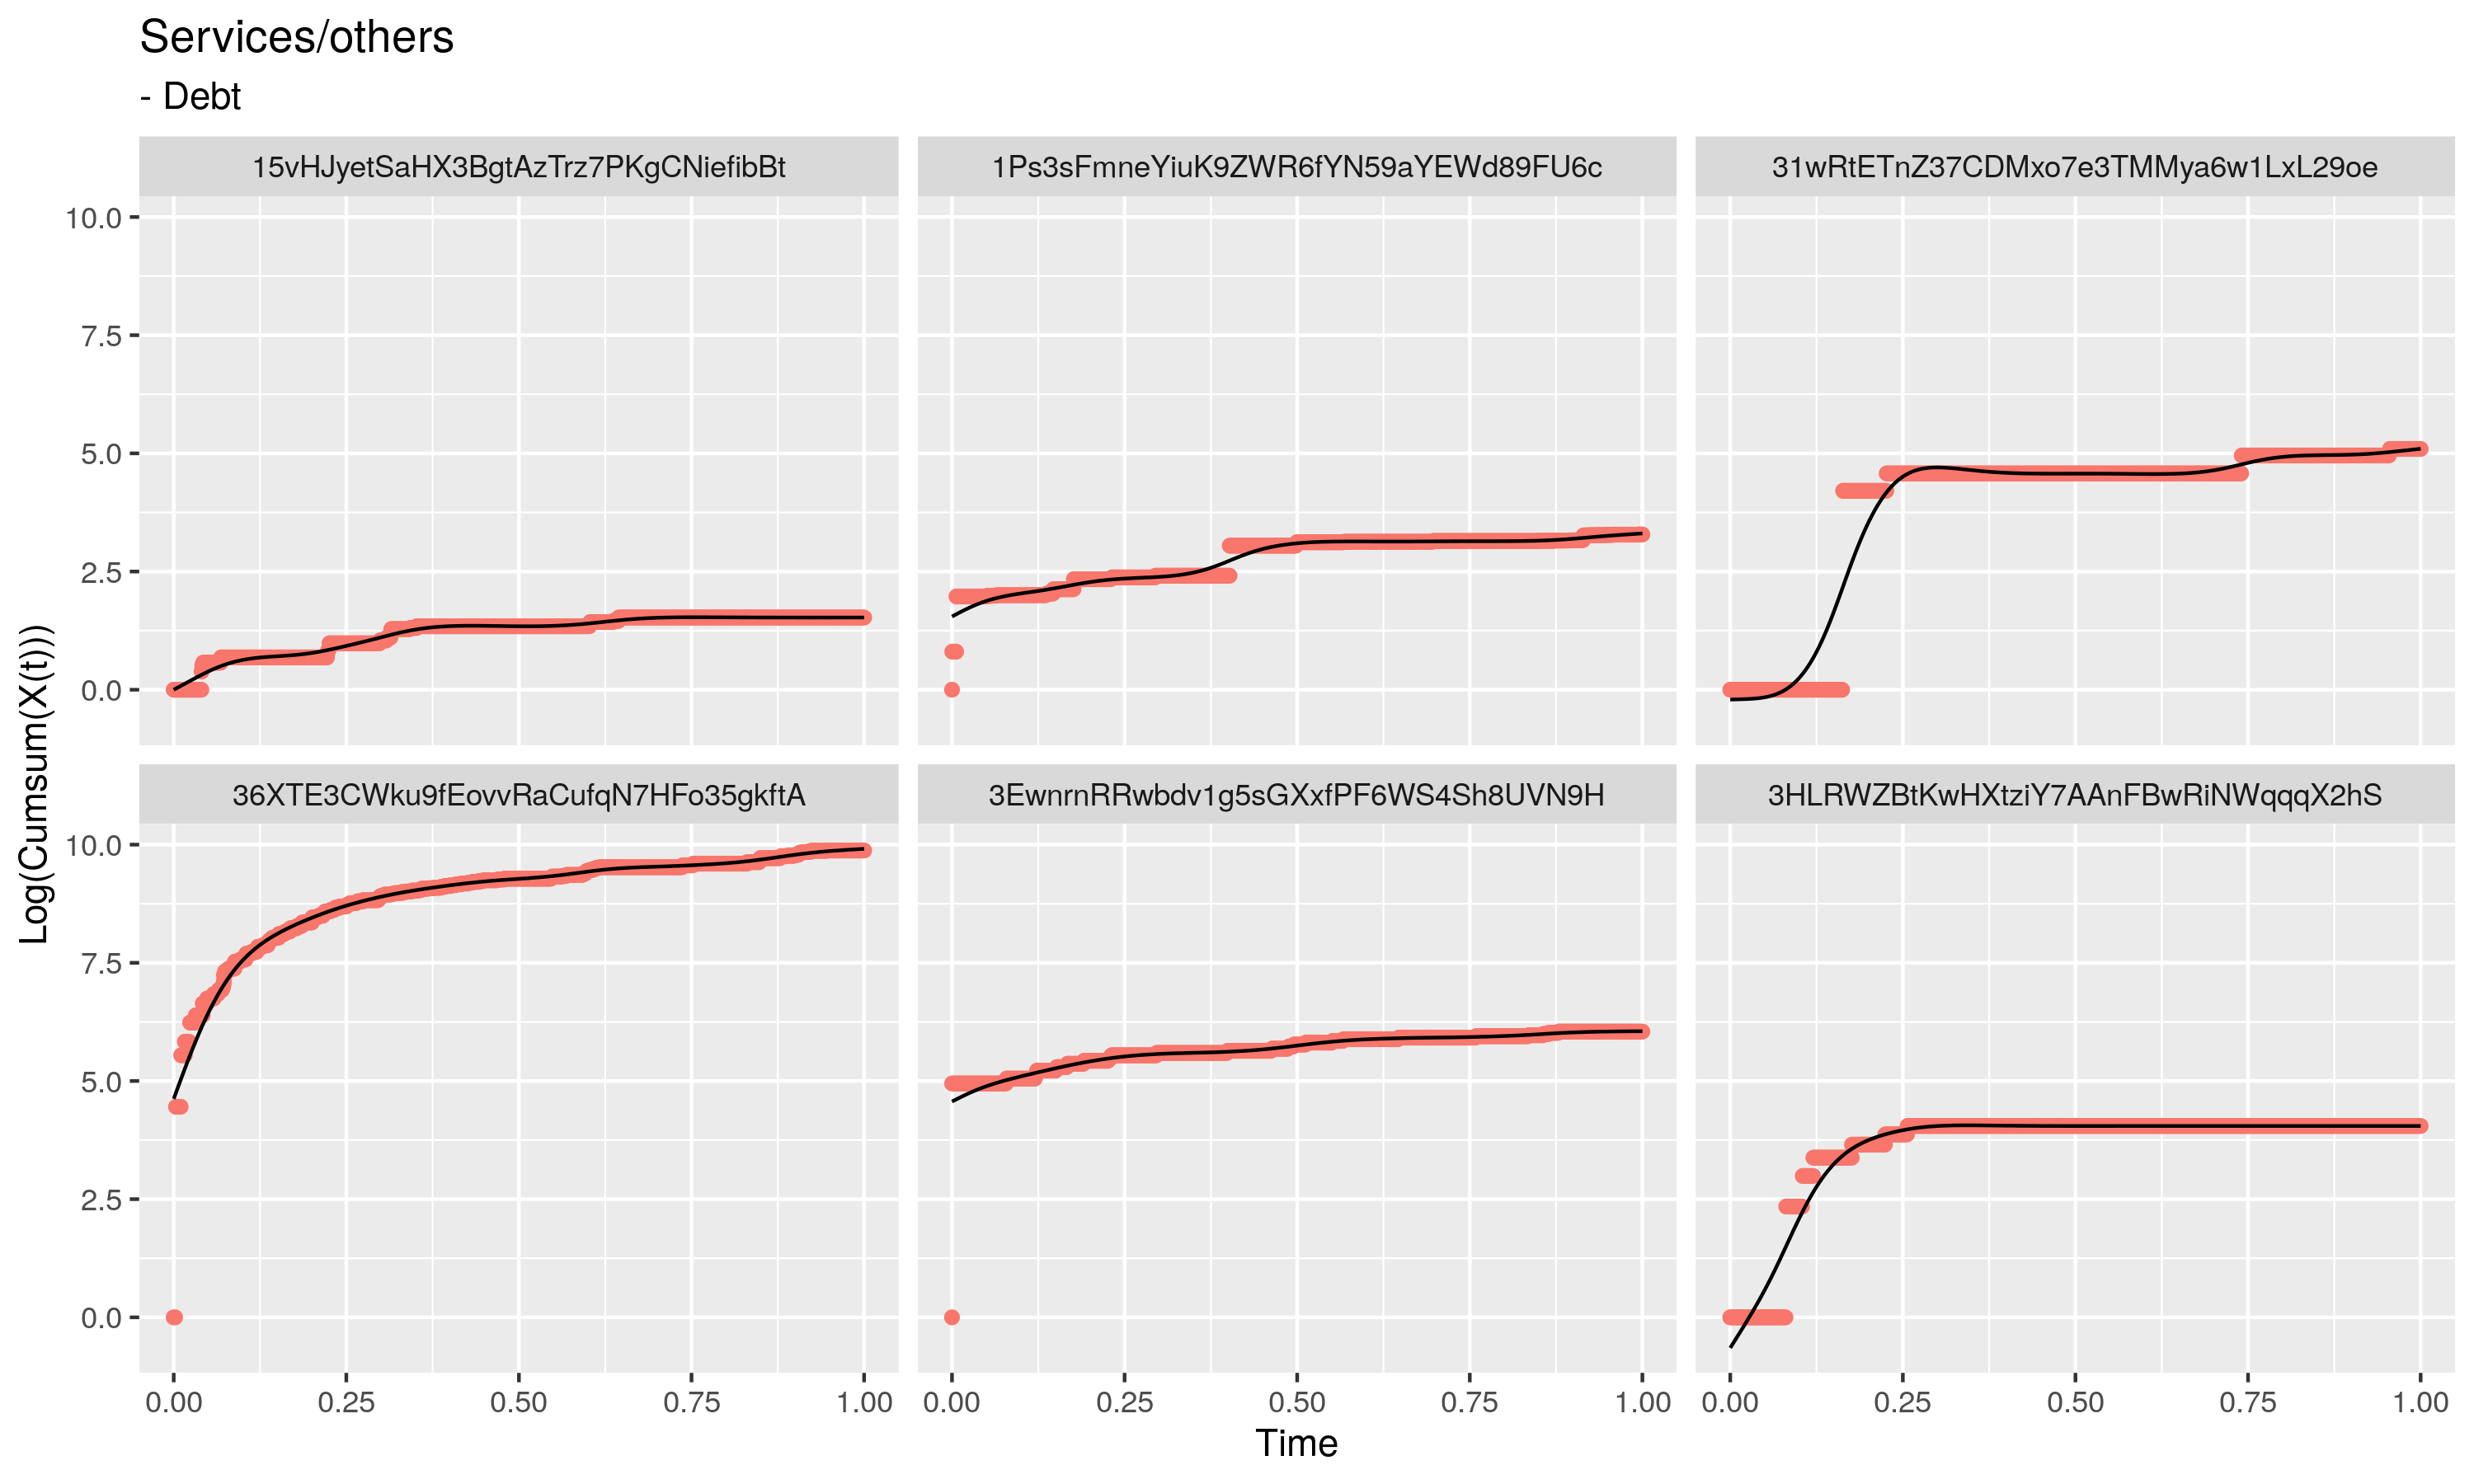 Services/others
- Debt
15vHJyetSaHX3BgtAzTrz7PKgCNiefibBt
1Ps3sFmneYiuK9ZWR6fYN59aYEWd89FU6c
31wRtETnZ37CDMxo7e3TMMya6w1LxL29oe
10.0
7.5
5.0
2.5
0.0
Log(Cumsum(X(t)))
36XTE3CWku9fEovvRaCufqN7HFo35gkftA
3EwnrnRRwbdv1g5sGXxfPF6WS4Sh8UVN9H
3HLRWZBtKwHXtziY7AAnFBwRiNWqqqX2hS
10.0
7.5
5.0
2.5
0.0
0.00 0.25 0.50 0.75 1.00
0.00 0.25 0.50 0.75 1.00
0.00 0.25 0.50 0.75 1.00
Time